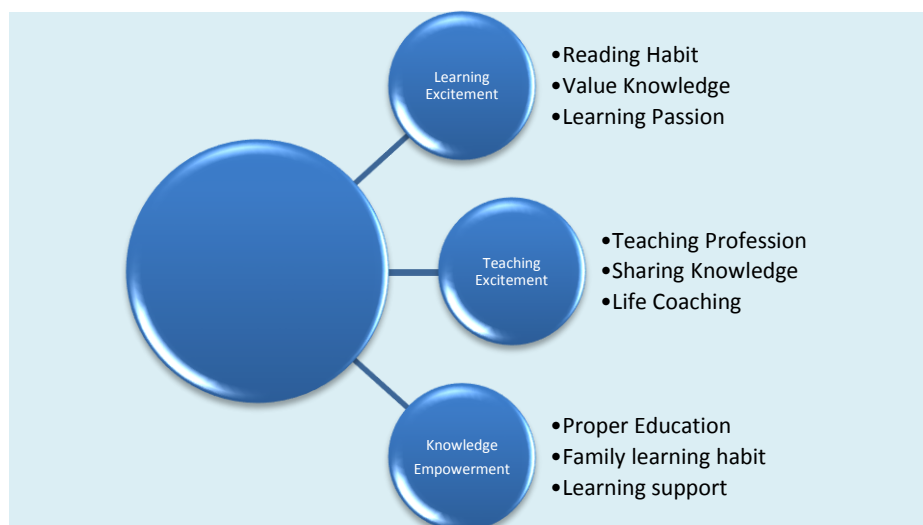 Learning
Excitement
•Reading Habit
•Value Knowledge
•Learning Passion
Teaching
Excitement
•Teaching Profession
•Sharing Knowledge
•Life Coaching
Knowledge
Empowerment
•Proper Education
•Family learning habit
•Learning support